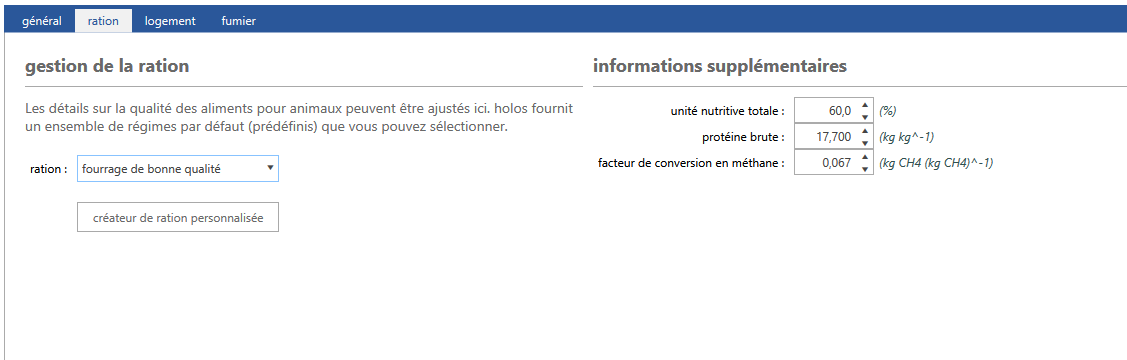 général ration logement fumier
gestion de la ration
Les détails sur la qualité des aliments pour animaux peuvent être ajustés ici. holos fournit
un ensemble de régimes par défaut (prédéfinis) que vous pouvez sélectionner.
ration : fourrage de bonne qualité
créateur de ration personnalisée
informations supplémentaires
unité nutritive totale : 60,0 (%)
protéine brute : 17,700 (kg kg^-1)
facteur de conversion en méthane : 0,067 (kg CH4 (kg CH4)^-1)